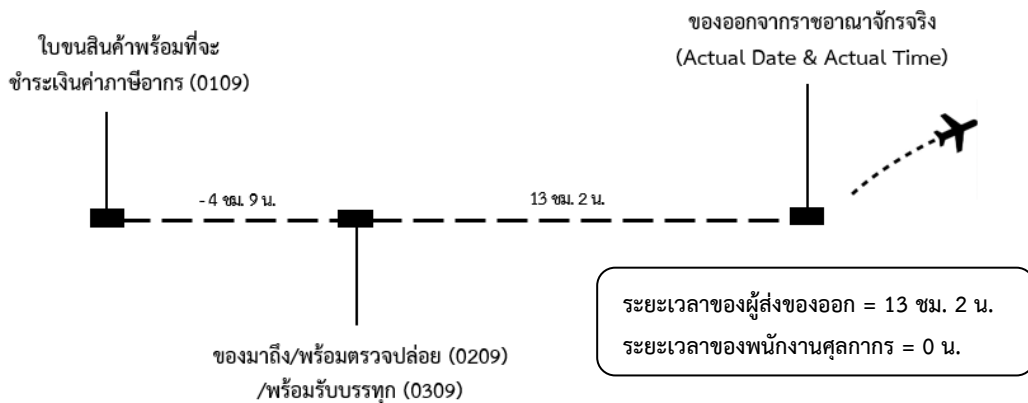 ของออกจากราชอาณาจักรจริง
(Actual Date & Actual Time)
ใบขนสินค้าพร้อมที่จะ
ชำระเงินค่าภาษีอากร (0109)
- 4 ชม. 9 น.
13 ชม. 2 น.
ระยะเวลาของผู้ส่งของออก = 13 ชม. 2 น.
ระยะเวลาของพนักงานศุลกากร = 0 น.
ของมาถึง/พร้อมตรวจปล่อย (0209)
/พร้อมรับบรรทุก (0309)